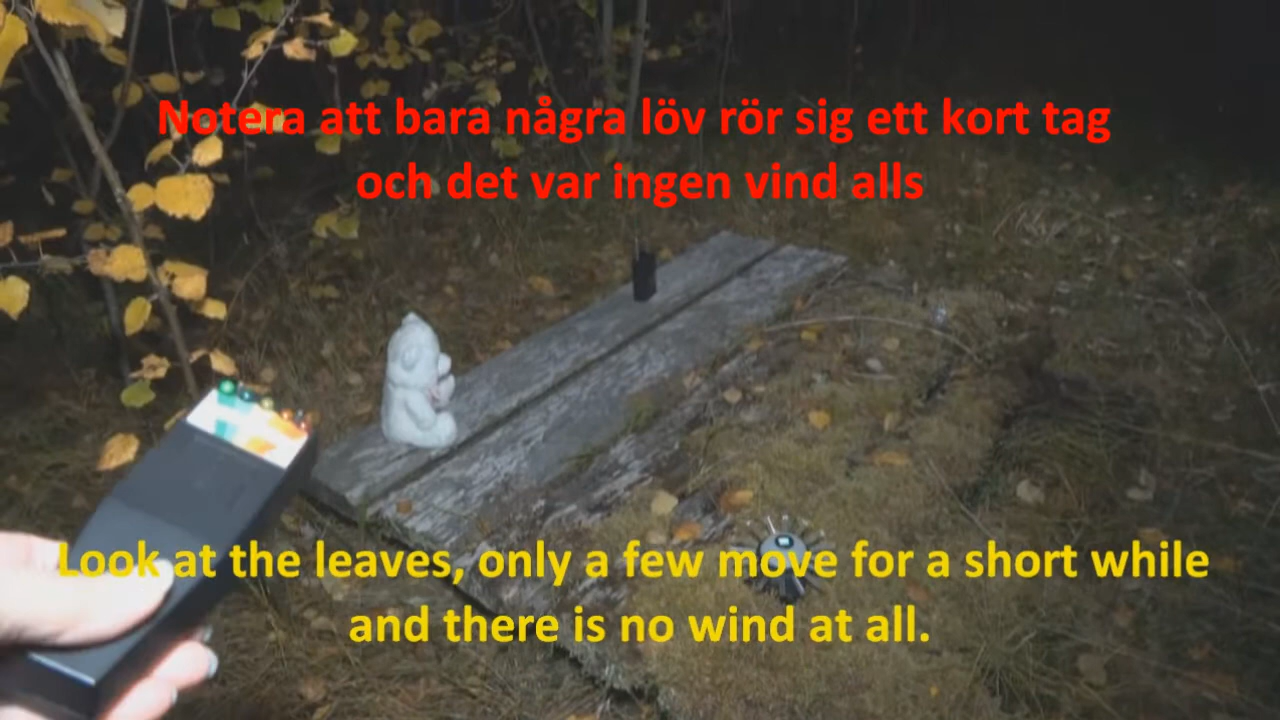 Notera att bara några löv rör sig ett kort tag
och det var ingen vind alls
Look at the leaves, only a few move for a short while
and there is no wind at all.